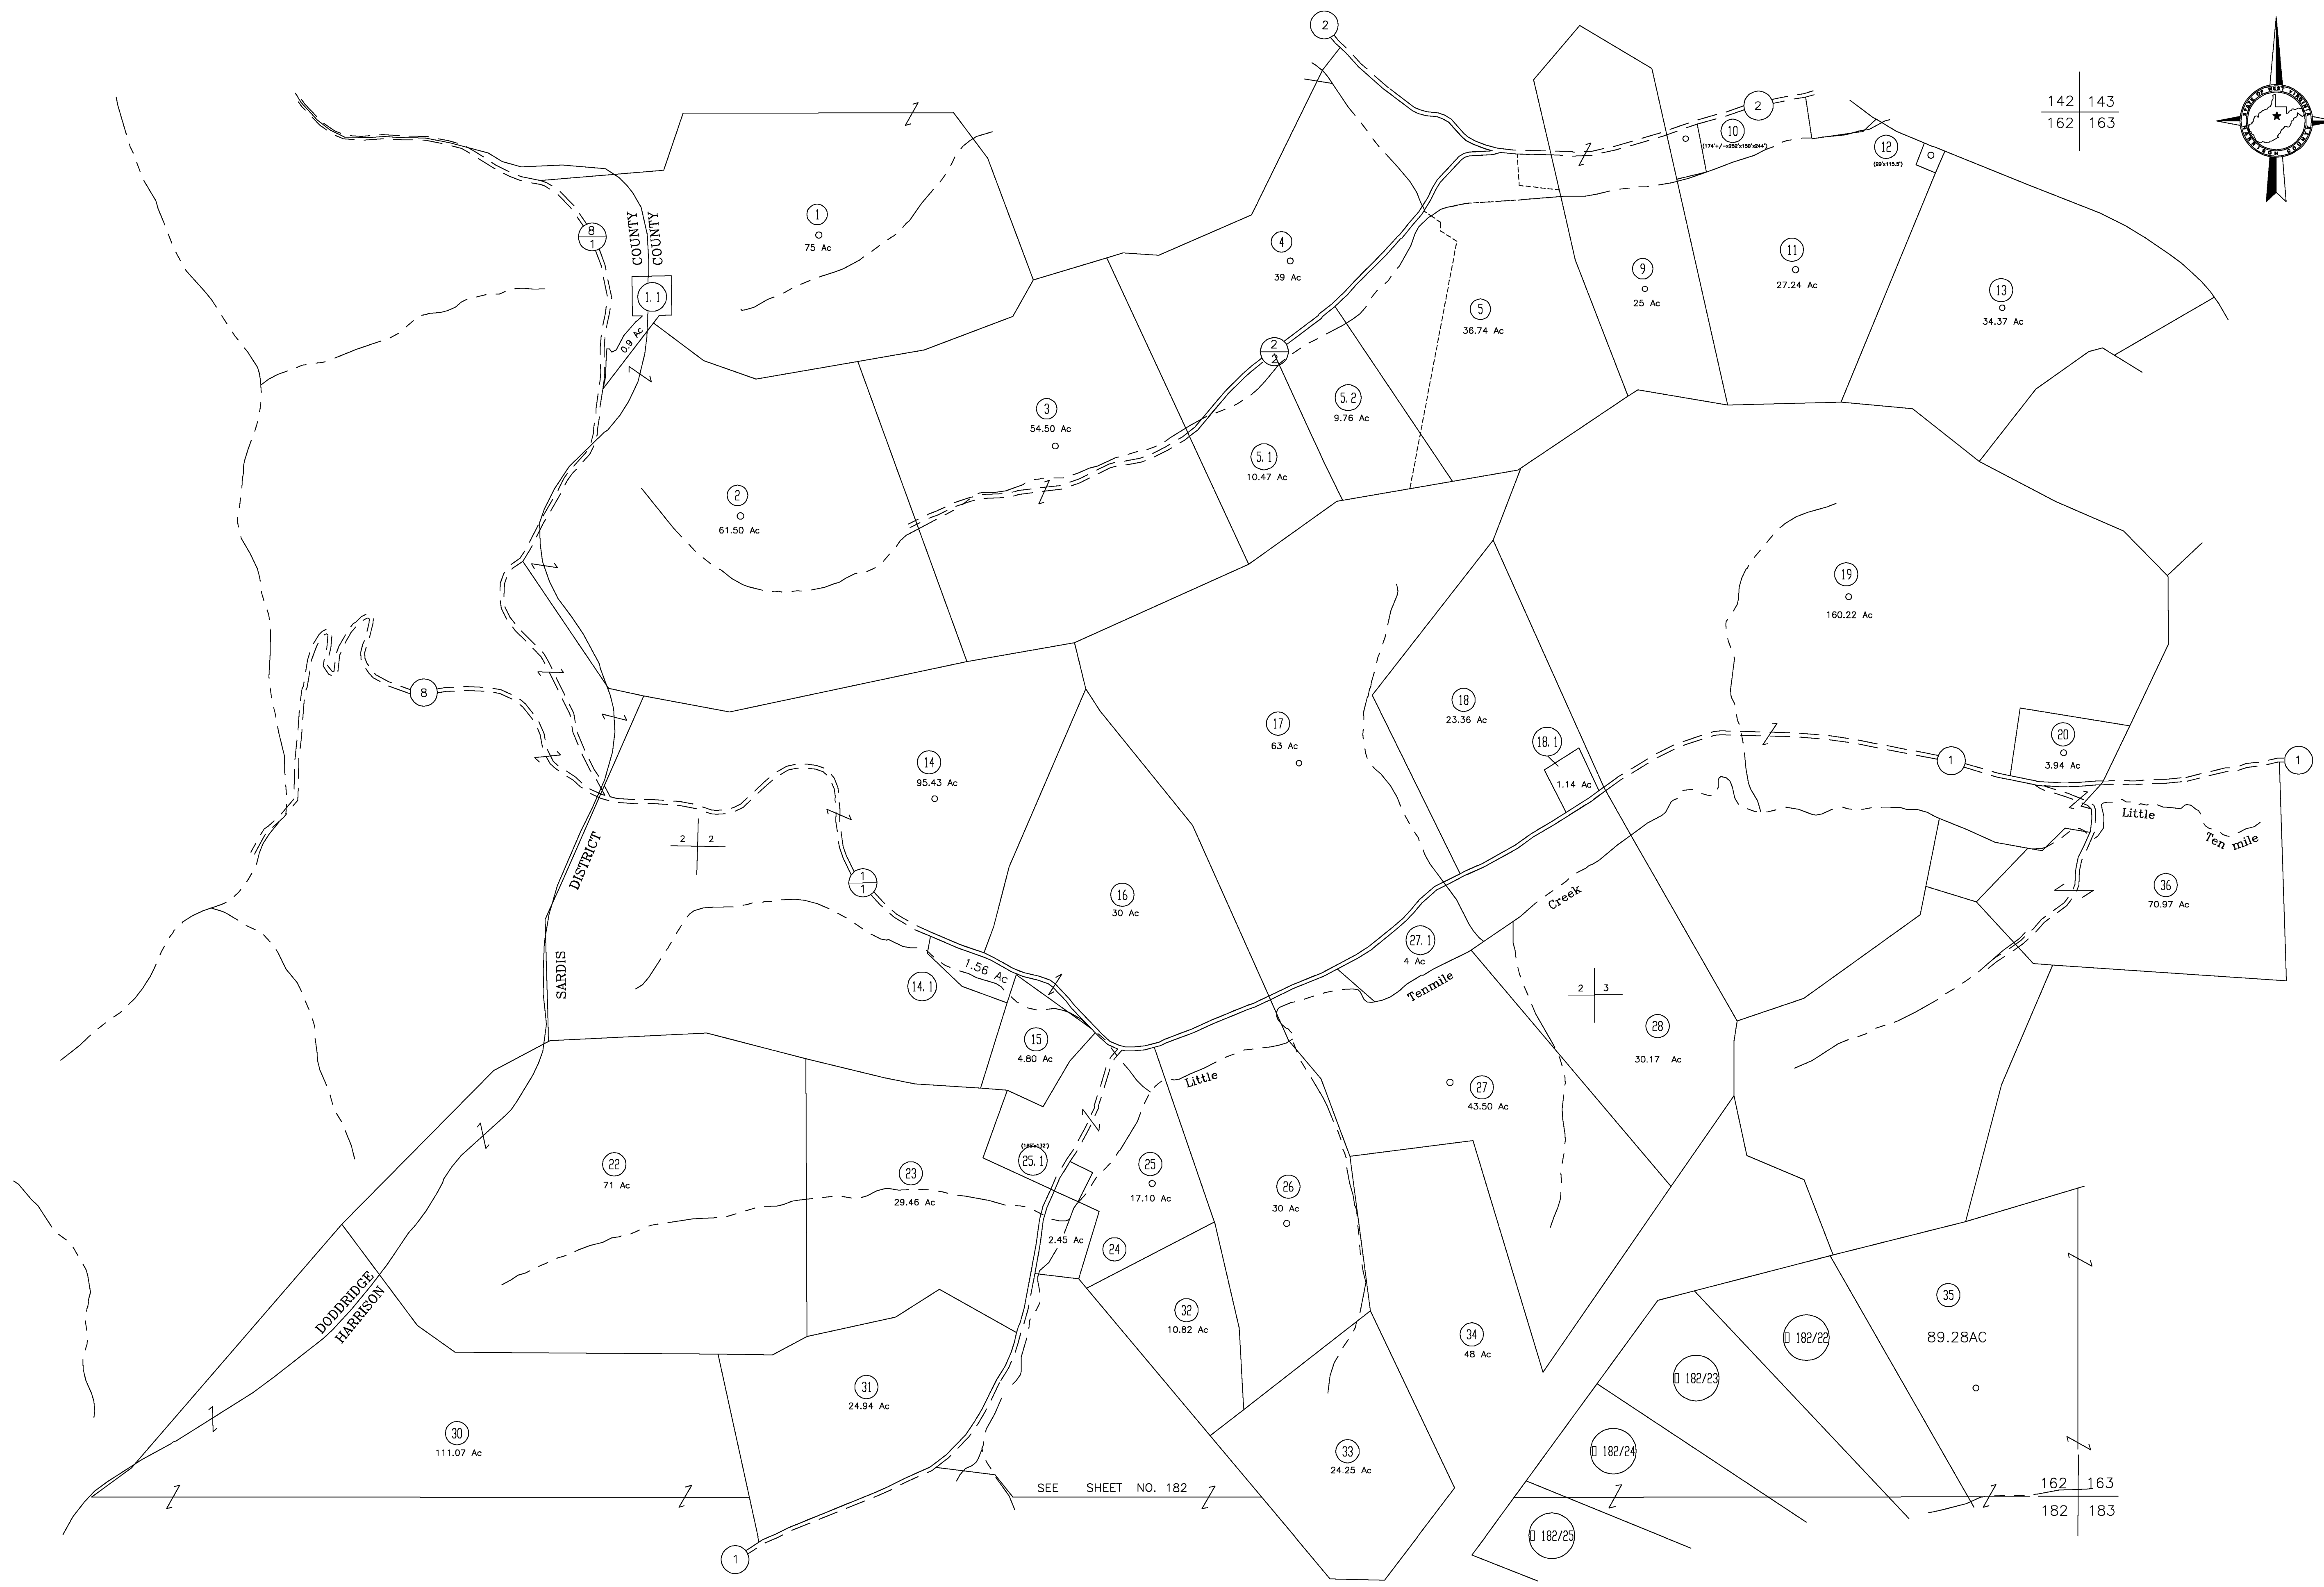 2
142 143
162 163
STATE OF WEST VIRGINIA
HARRISON COUNTY
2
10
(174'+/-x252'x150'x244')
12
(99'x115.5')
1
75 Ac
8
1
COUNTY
COUNTY
4
39 Ac
11
27.24 Ac
9
25 Ac
13
34.37 Ac
1.1
0.9 Ac
5
36.74 Ac
2
2
5.2
9.76 Ac
3
54.50 Ac
5.1
10.47 Ac
2
61.50 Ac
19
160.22 Ac
8
18
23.36 Ac
17
63 Ac
14
95.43 Ac
18.1
1.14 Ac
20
3.94 Ac
1
1
Little
Ten mile
2 2
DISTRICT
1
1
16
30 Ac
Creek
36
70.97 Ac
27.1
4 Ac
Tenmile
SARDIS
1.56 Ac
14.1
2 3
28
30.17 Ac
15
4.80 Ac
Little
27
43.50 Ac
(165'x132')
25.1
22
71 Ac
23
29.46 Ac
25
17.10 Ac
26
30 Ac
2.45 Ac
24
DODDRIDGE
HARRISON
32
10.82 Ac
34
48 Ac
35
89.28AC
182/22
182/23
31
24.94 Ac
30
111.07 Ac
33
24.25 Ac
182/24
SEE SHEET NO. 182
162 163
182 183
182/25
1